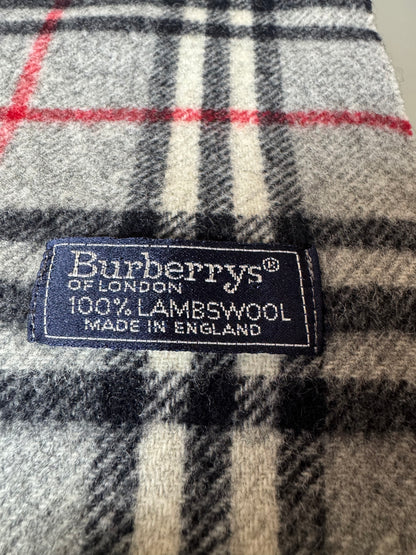 Burberrys®
OF LONDON
100% LAMBSWOOL
MADE IN ENGLAND